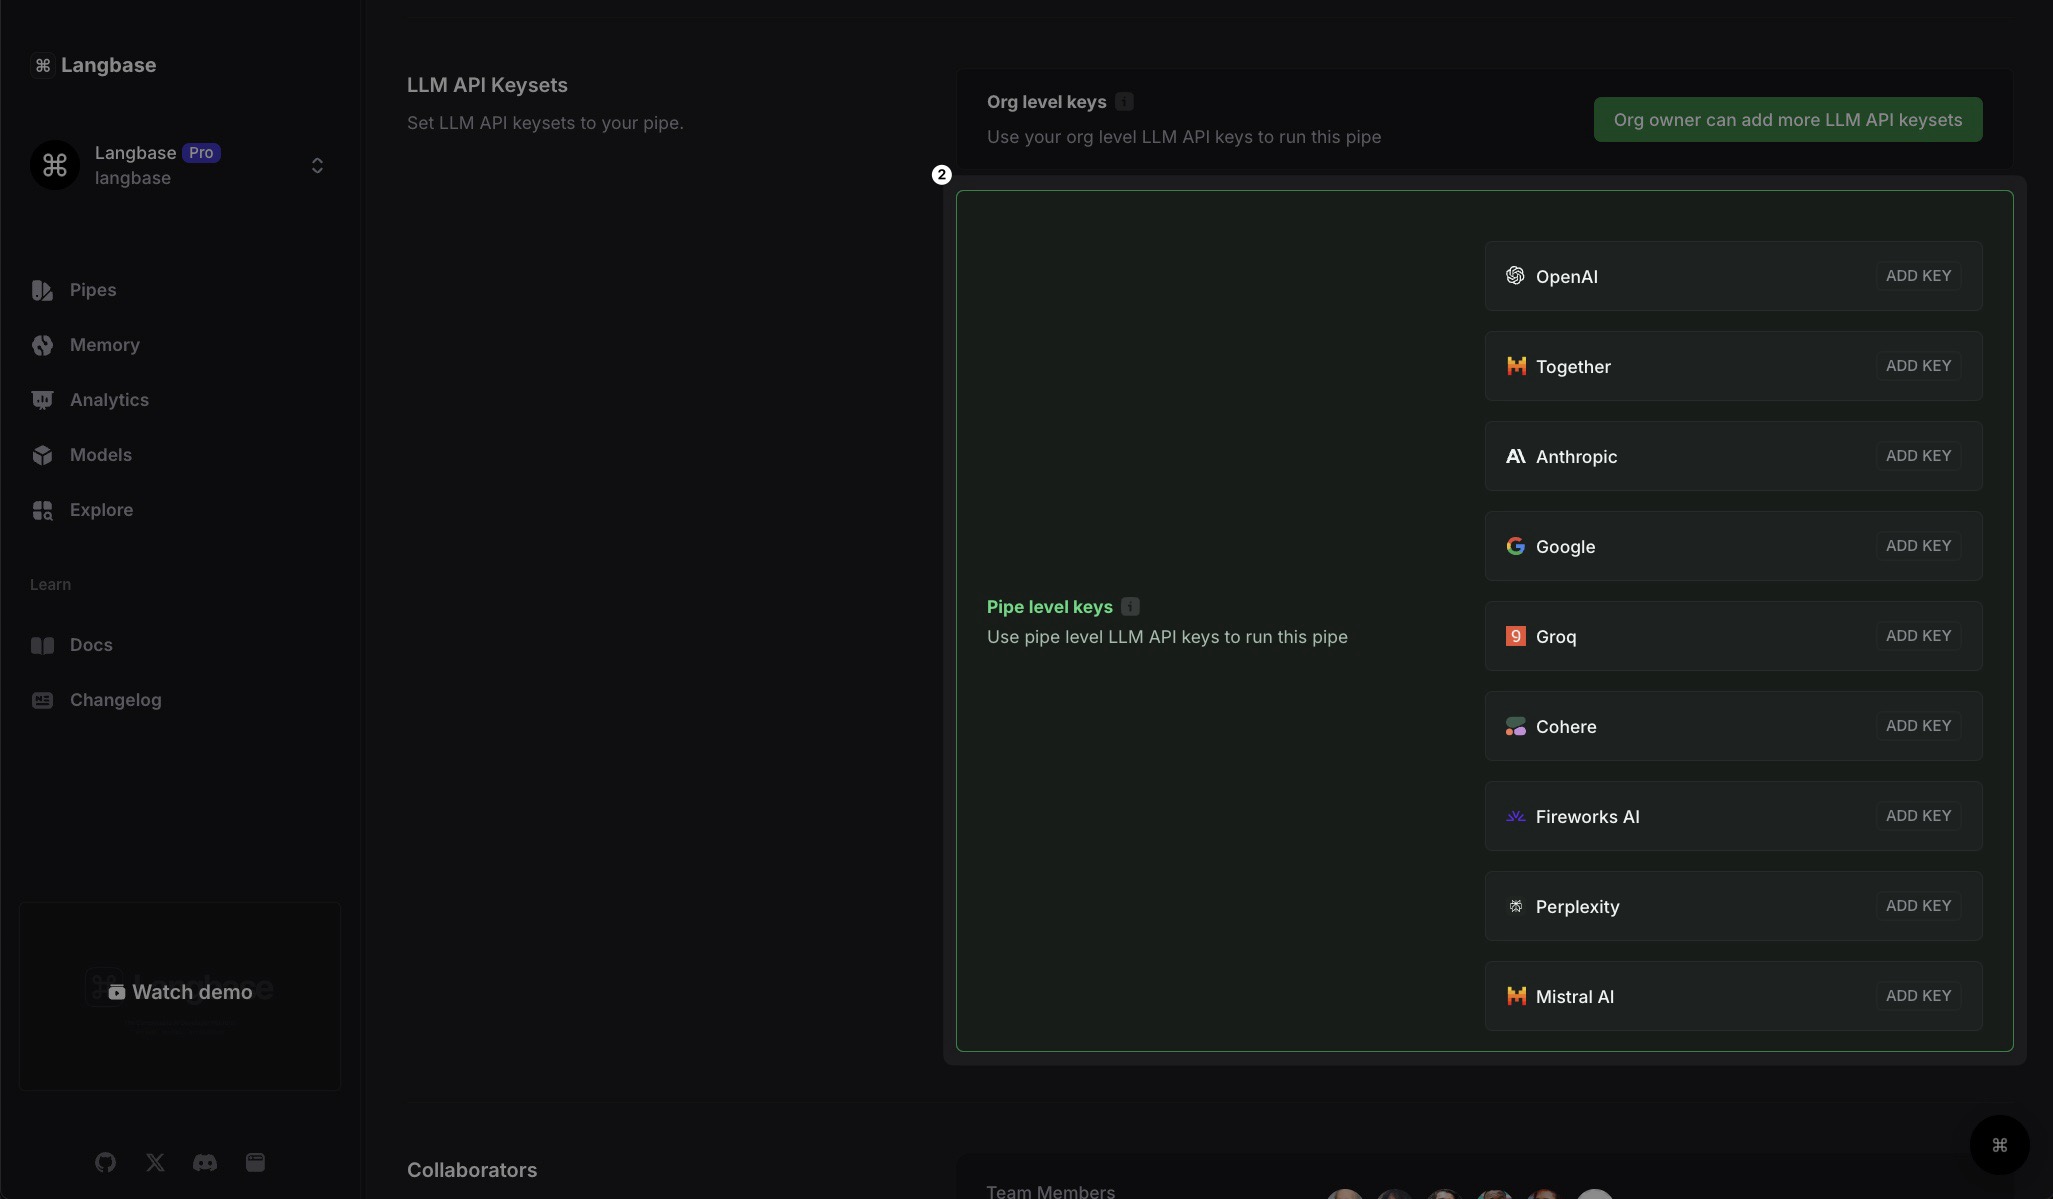 Langbase
Langbase Pro
langbase
Pipes
Memory
Analytics
Models
Explore
Learn
Docs
Changelog
Watch demo
LLM API Keysets
Set LLM API keysets to your pipe.
Org level keys
Use your org level LLM API keys to run this pipe
Org owner can add more LLM API keysets
2
Pipe level keys
Use pipe level LLM API keys to run this pipe
OpenAI ADD KEY
Together ADD KEY
Anthropic ADD KEY
Google ADD KEY
Groq ADD KEY
Cohere ADD KEY
Fireworks AI ADD KEY
Perplexity ADD KEY
Mistral AI ADD KEY
Collaborators
Team Members